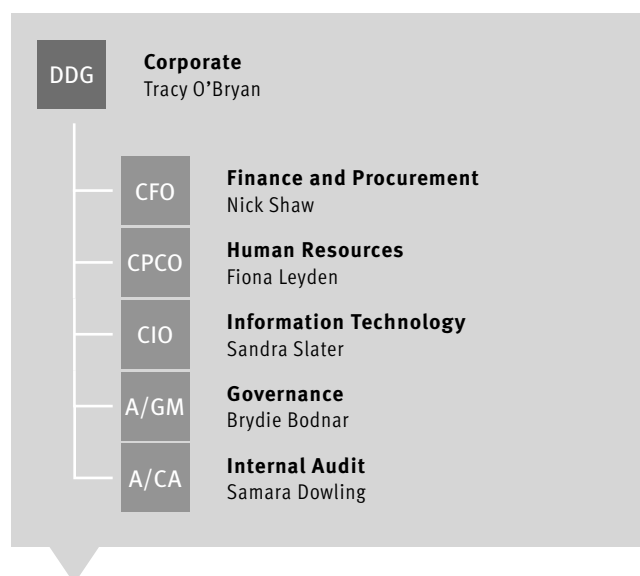 DDG
Corporate
Tracy O’Bryan
CFO
Finance and Procurement
Nick Shaw
CPCO
Human Resources
Fiona Leyden
CIO
Information Technology
Sandra Slater
A/GM
Governance
Brydie Bodnar
A/CA
Internal Audit
Samara Dowling